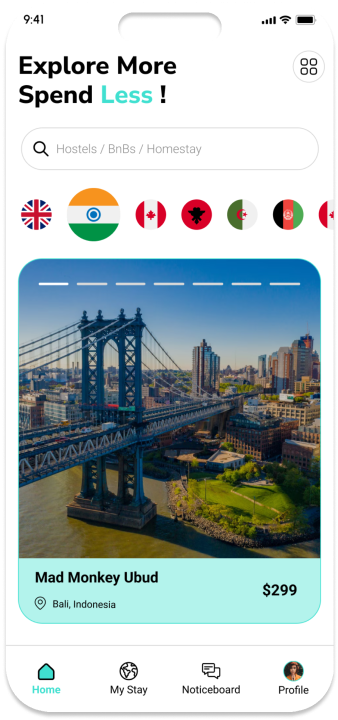 9:41
Explore More
Spend Less !
Hostels / BnBs / Homestay
Mad Monkey Ubud
$299
Bali, Indonesia
Home
My Stay
Noticeboard
Profile